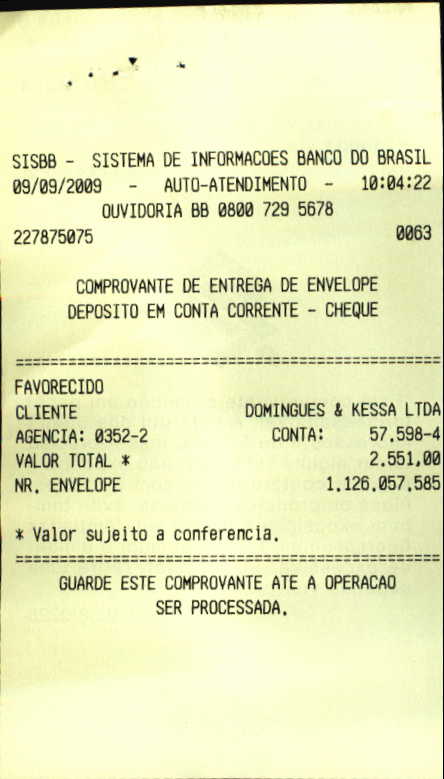 SISBB - SISTEMA DE INFORMACOES BANCO DO BRASIL
09/09/2009 - AUTO-ATENDIMENTO - 10:04:22
OUVIDORIA BB 0800 729 5678
227875075 0063
COMPROVANTE DE ENTREGA DE ENVELOPE
DEPOSITO EM CONTA CORRENTE - CHEQUE
================================================
FAVORECIDO
CLIENTE DOMINGUES & KESSA LTDA
AGENCIA: 0352-2 CONTA: 57.598-4
VALOR TOTAL * 2.551,00
NR. ENVELOPE 1.126.057.585
* Valor sujeito a conferencia.
================================================
GUARDE ESTE COMPROVANTE ATE A OPERACAO
SER PROCESSADA.